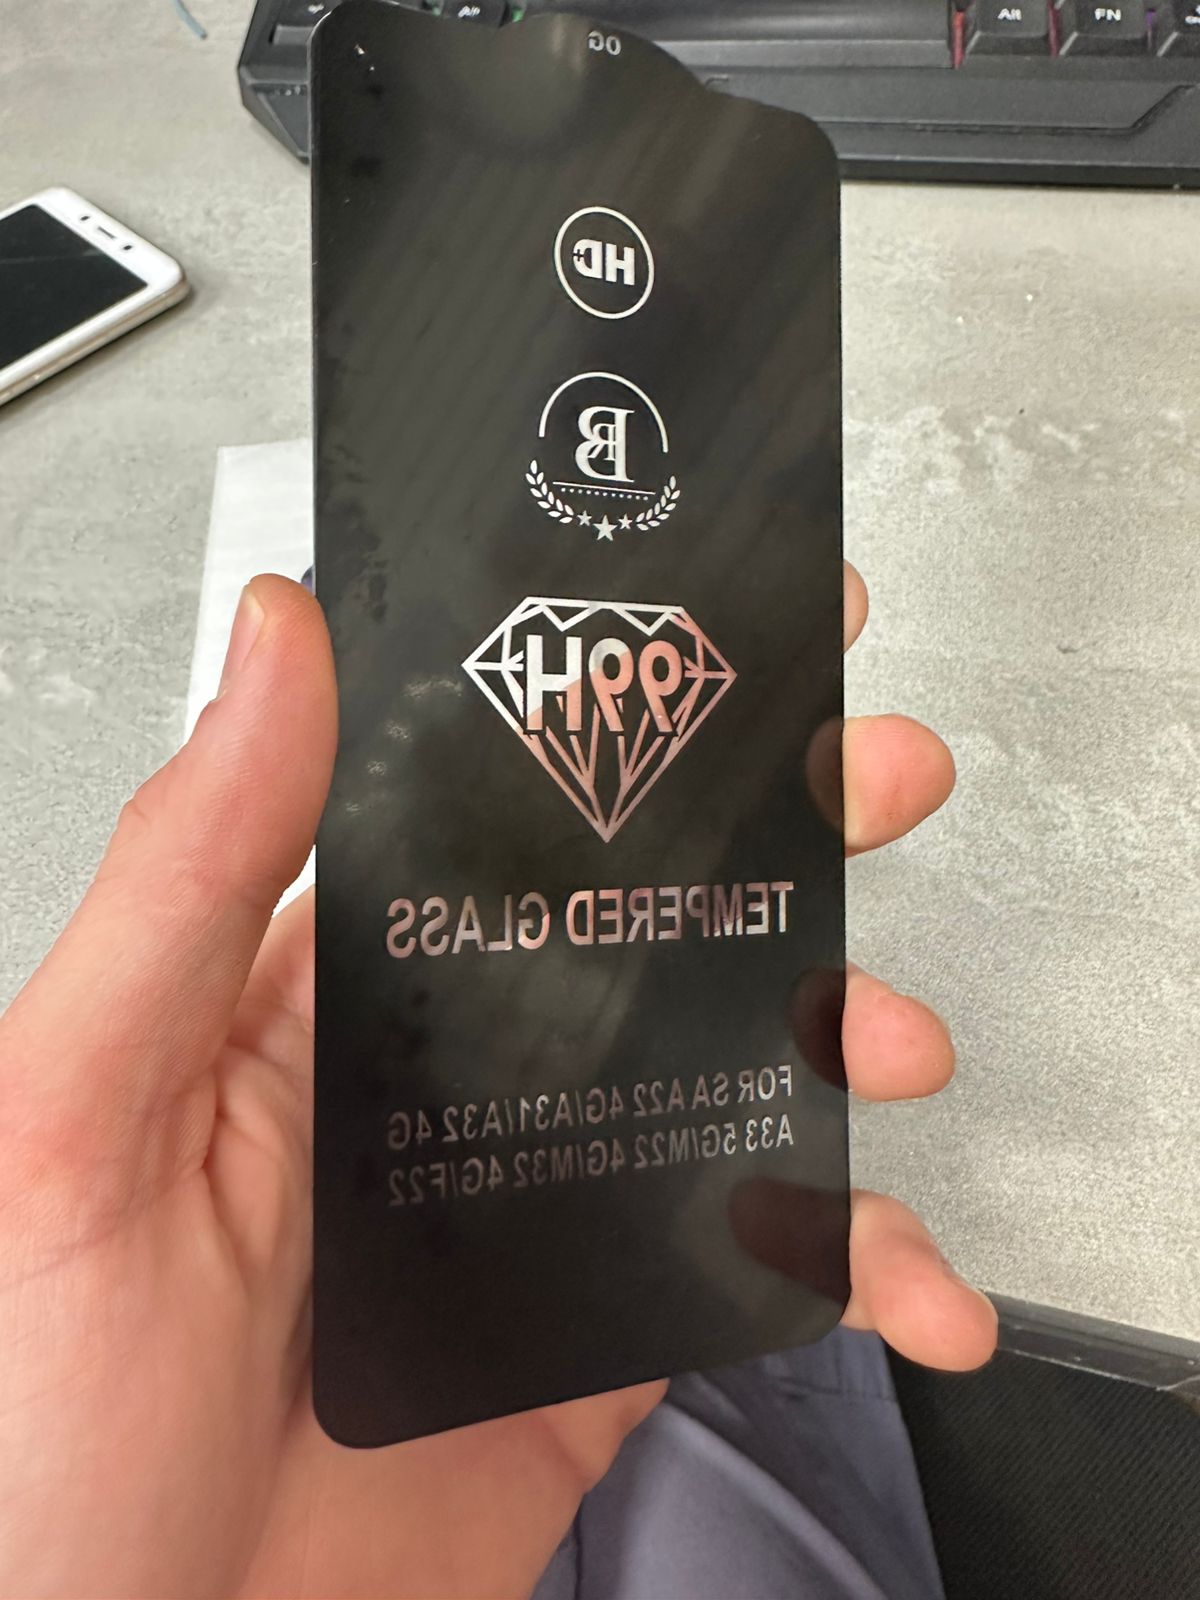 Alt
FN
OG
HD+
BR
99H
TEMPERED GLASS
FOR SA A22 4G/A31/A32 4G
A33 5G/M22 4G/M32 4G/F22